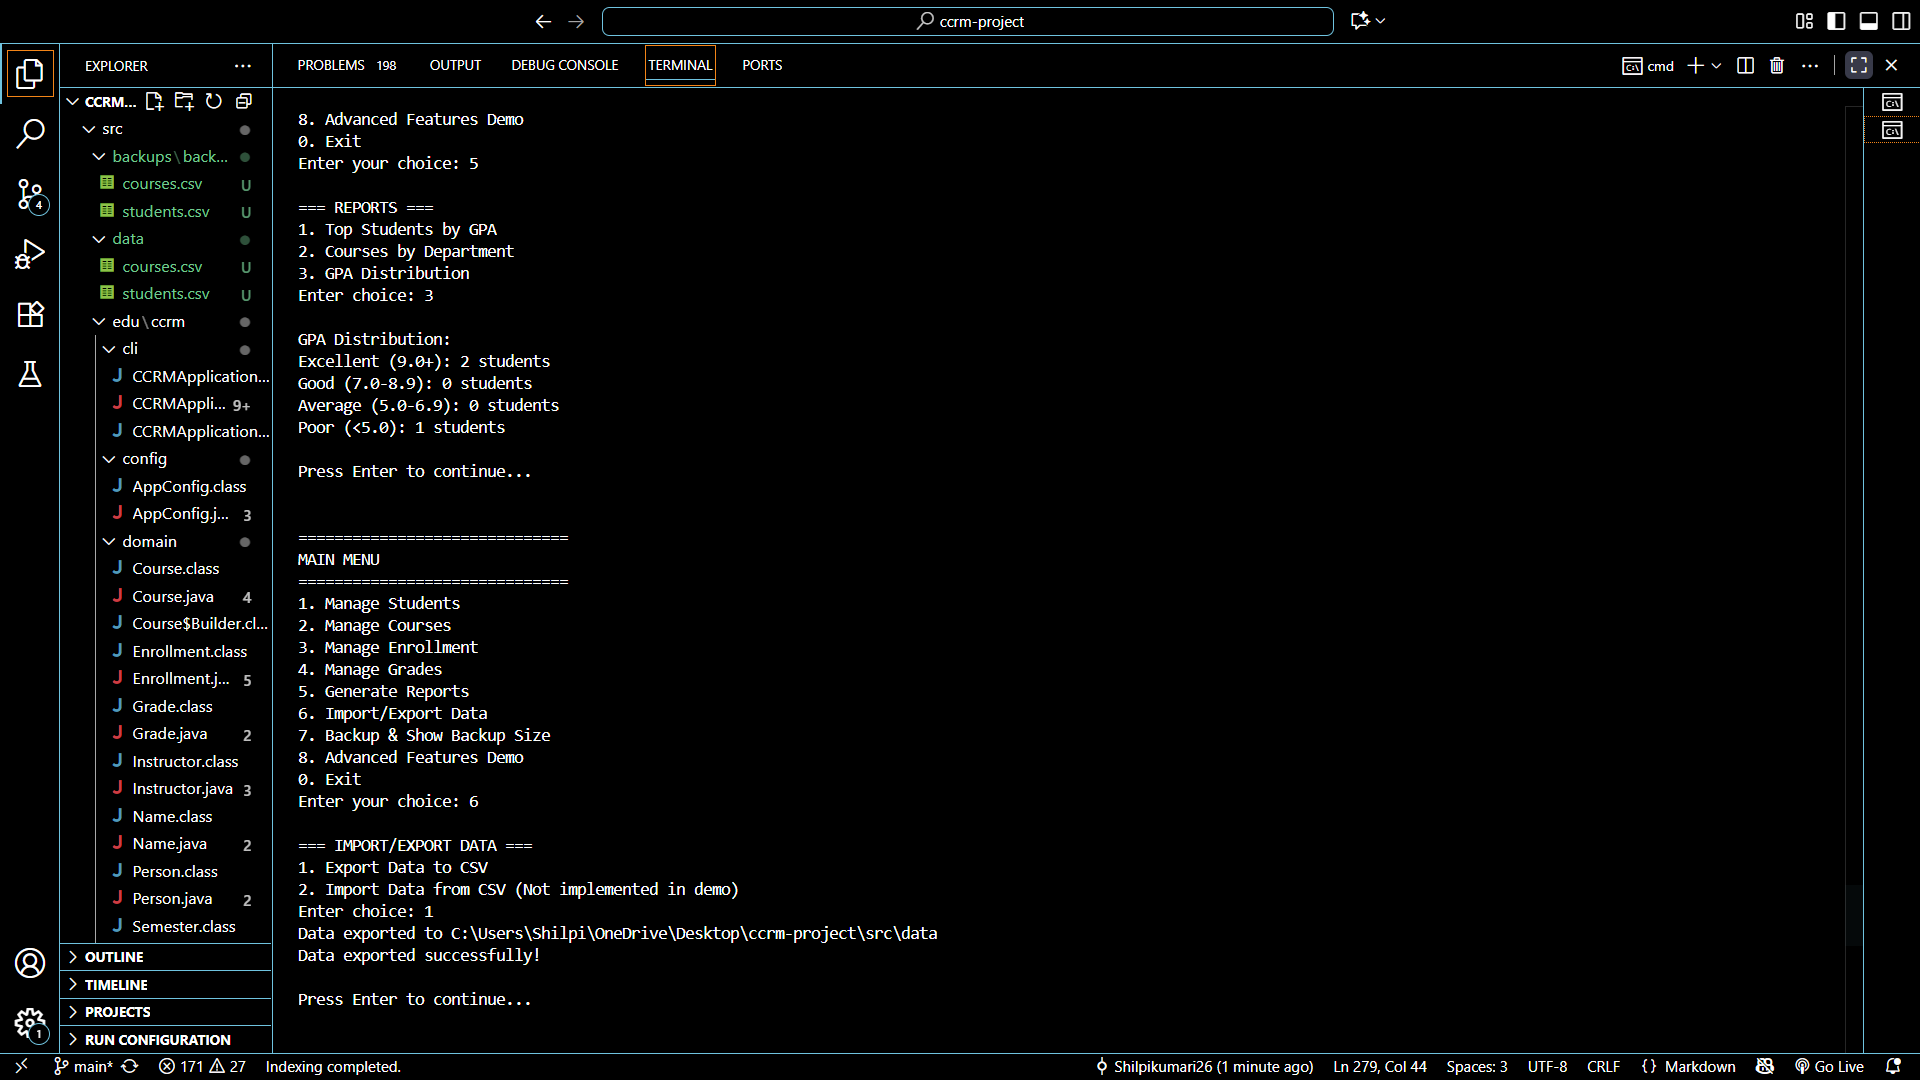 ccrm-project
EXPLORER
CCRM...
src
backups\back...
courses.csv U
students.csv U
data
courses.csv U
students.csv U
edu\ccrm
cli
J CCRMApplication...
J CCRMAppli... 9+
J CCRMApplication...
config
J AppConfig.class
J AppConfig.j... 3
domain
J Course.class
J Course.java 4
J Course$Builder.cl...
J Enrollment.class
J Enrollment.j... 5
J Grade.class
J Grade.java 2
J Instructor.class
J Instructor.java 3
J Name.class
J Name.java 2
J Person.class
J Person.java 2
J Semester.class
OUTLINE
TIMELINE
PROJECTS
RUN CONFIGURATION
4
1
PROBLEMS 198 OUTPUT DEBUG CONSOLE TERMINAL PORTS
cmd
8. Advanced Features Demo
0. Exit
Enter your choice: 5
=== REPORTS ===
1. Top Students by GPA
2. Courses by Department
3. GPA Distribution
Enter choice: 3
GPA Distribution:
Excellent (9.0+): 2 students
Good (7.0-8.9): 0 students
Average (5.0-6.9): 0 students
Poor (<5.0): 1 students
Press Enter to continue...
==============================
MAIN MENU
==============================
1. Manage Students
2. Manage Courses
3. Manage Enrollment
4. Manage Grades
5. Generate Reports
6. Import/Export Data
7. Backup & Show Backup Size
8. Advanced Features Demo
0. Exit
Enter your choice: 6
=== IMPORT/EXPORT DATA ===
1. Export Data to CSV
2. Import Data from CSV (Not implemented in demo)
Enter choice: 1
Data exported to C:\Users\Shilpi\OneDrive\Desktop\ccrm-project\src\data
Data exported successfully!
Press Enter to continue...
main* 171 27 Indexing completed. Shilpikumari26 (1 minute ago) Ln 279, Col 44 Spaces: 3 UTF-8 CRLF {} Markdown Go Live